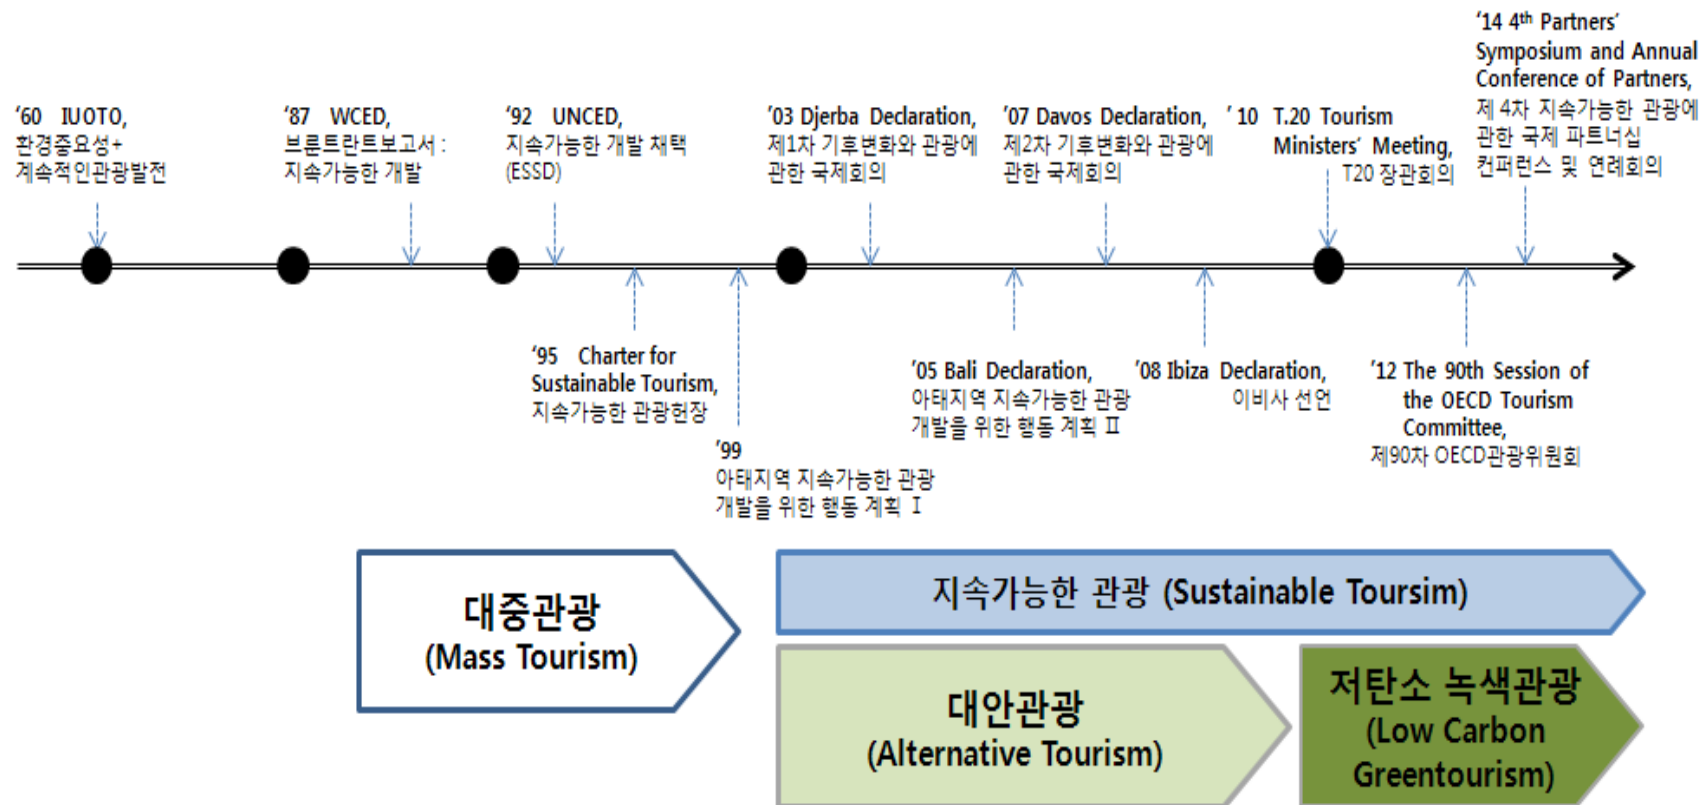 ‘60 IUOTO,
환경중요성+
계속적인관광발전
‘87 WCED,
브룬트란트보고서 :
지속가능한 개발
‘92 UNCED,
지속가능한 개발 채택
(ESSD)
‘03 Djerba Declaration,
제1차 기후변화와 관광에
관한 국제회의
‘07 Davos Declaration,
제2차 기후변화와 관광에
관한 국제회의
‘ 10 T.20 Tourism
Ministers’ Meeting,
T20 장관회의
‘14 4th Partners’
Symposium and Annual
Conference of Partners,
제 4차 지속가능한 관광에
관한 국제 파트너십
컨퍼런스 및 연례회의
‘95 Charter for
Sustainable Tourism,
지속가능한 관광헌장
‘99
아태지역 지속가능한 관광
개발을 위한 행동 계획 Ⅰ
‘05 Bali Declaration,
아태지역 지속가능한 관광
개발을 위한 행동 계획 Ⅱ
‘08 Ibiza Declaration,
이비사 선언
‘12 The 90th Session of
the OECD Tourism
Committee,
제90차 OECD관광위원회
대중관광
(Mass Tourism)
지속가능한 관광 (Sustainable Toursim)
대안관광
(Alternative Tourism)
저탄소 녹색관광
(Low Carbon
Greentourism)